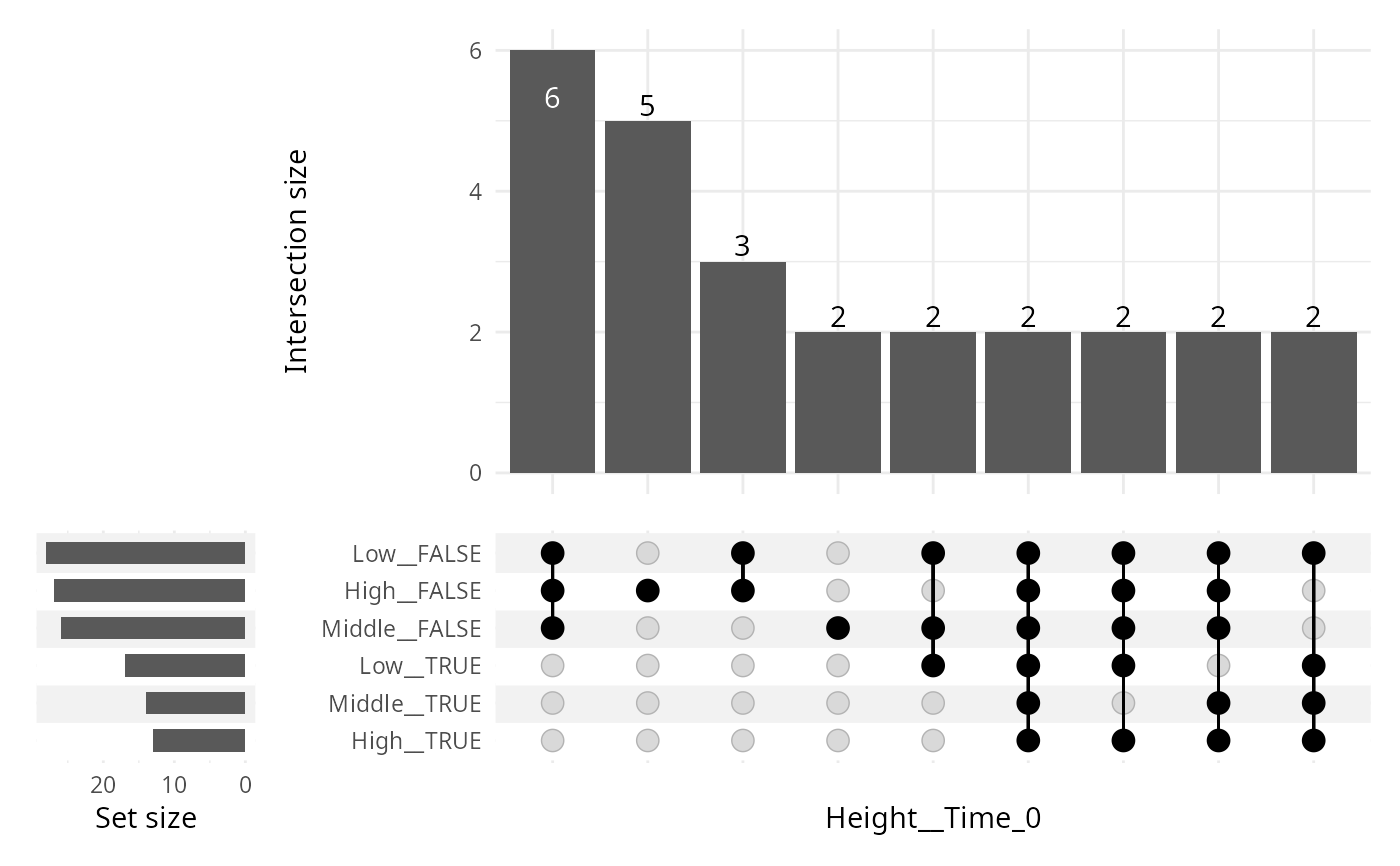 6
6
5
4
3
2
2 2 2 2 2 2
0
Intersection size
Low__FALSE
High__FALSE
Middle__FALSE
Low__TRUE
Middle__TRUE
High__TRUE
20 10 0
Set size
Height__Time_0